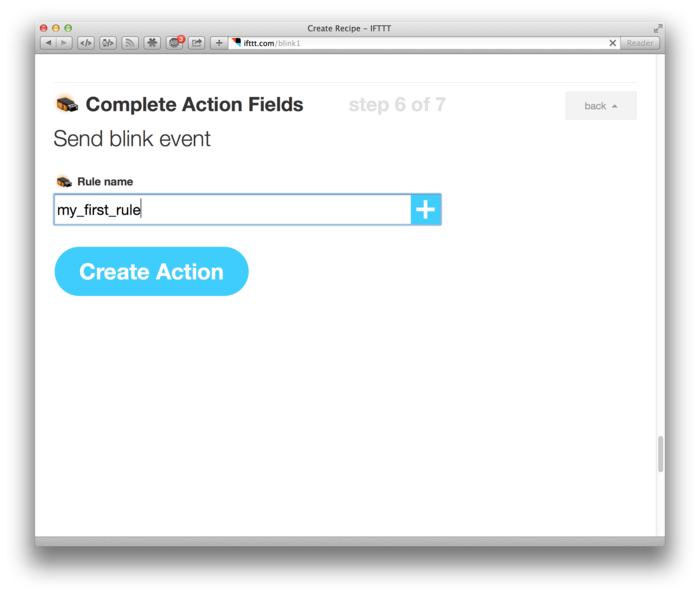 Create Recipe – IFTTT
3
ifttt.com/blink1
Reader
Complete Action Fields
step 6 of 7
back
Send blink event
Rule name
my_first_rule
Create Action